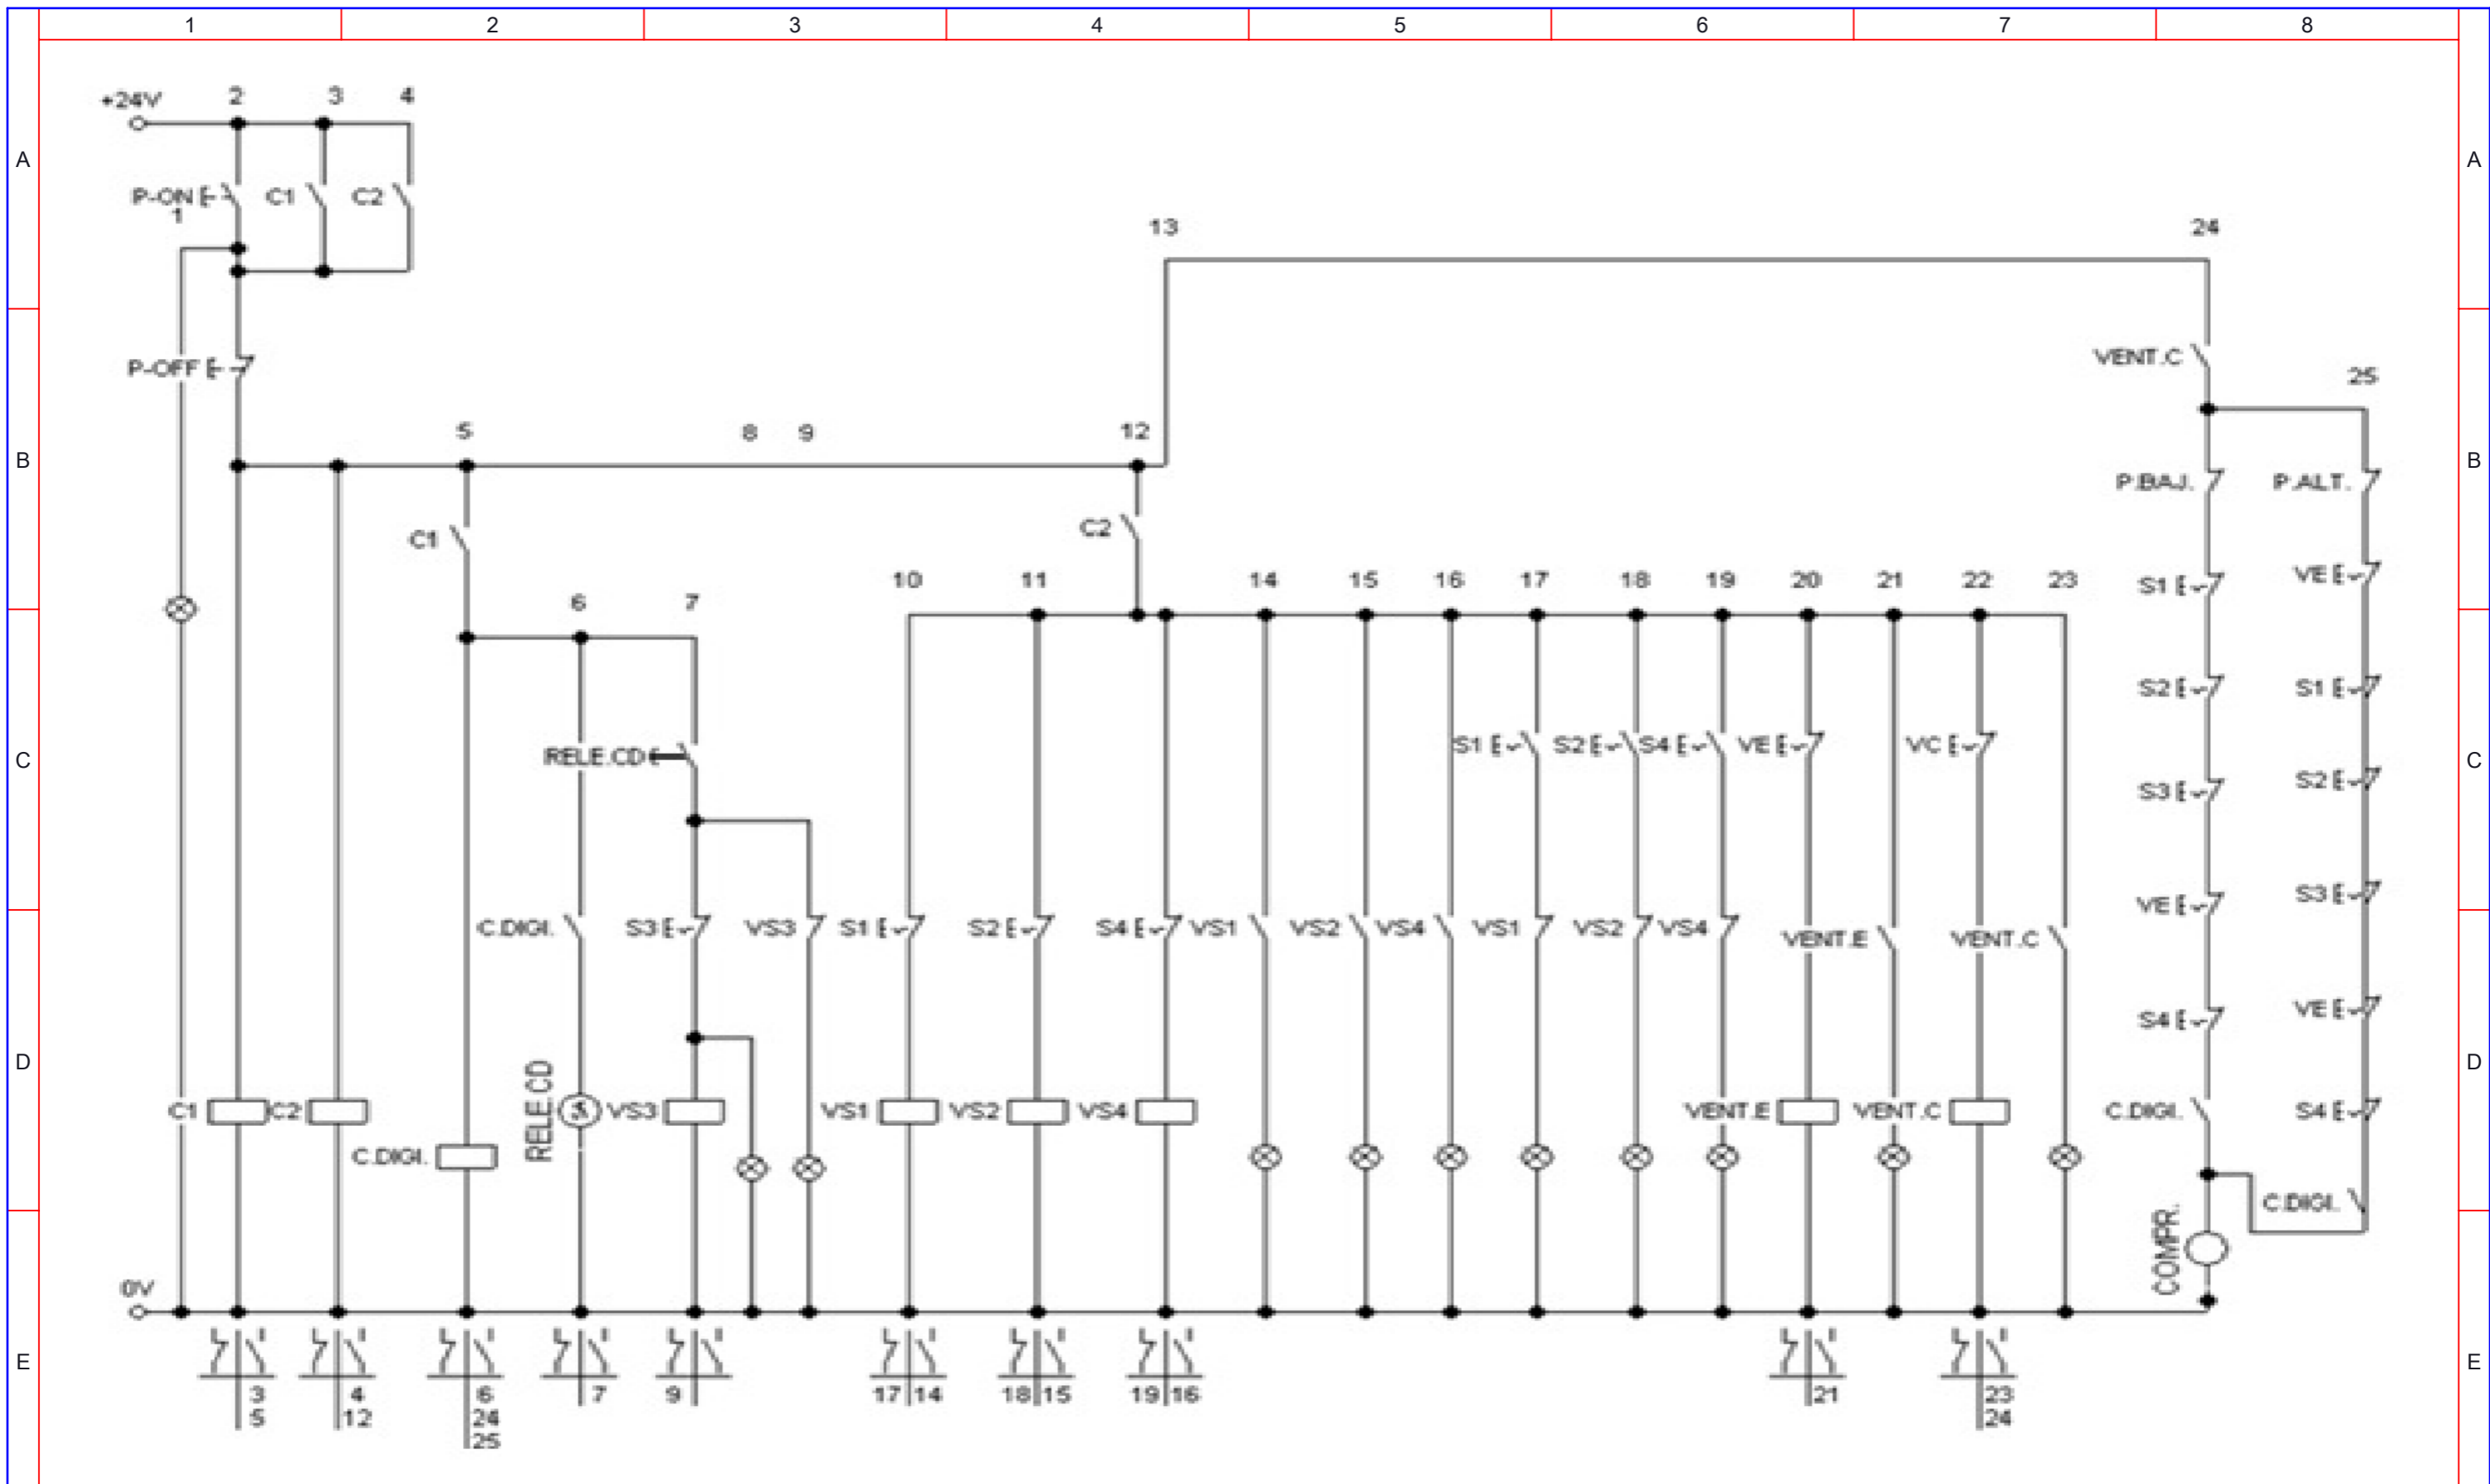 1 2 3 4 5 6 7 8
+24V 2 3 4
A A
P-ON C1 C2
1
13 24
P-OFF VENT.C
25
5 8 9 12
B B
P.BAJ. P.ALT.
C1 C2
10 11 14 15 16 17 18 19 20 21 22 23
S1 VE
6 7
S2 S1
S1 S2 S4 VE VC
C RELE.CD C
S3 S2
VE S3
C.DIGI. S3 VS3 S1 S2 S4 VS1 VS2 VS4 VS1 VS2 VS4 VENT.E VENT.C
S4 VE
D D
RELE.CD
C1 C2 VS3 VS1 VS2 VS4 VENT.E VENT.C C.DIGI. S4
C.DIGI.
C.DIGI.
COMPR.
0V
E E
3 4 6 7 9 17 14 18 15 19 16 21 23
5 12 24 24
25